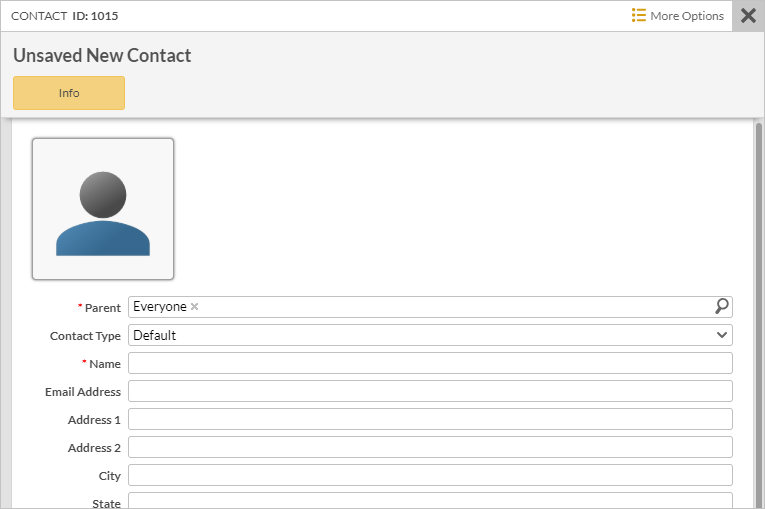 CONTACT ID: 1015 More Options
Unsaved New Contact
Info
* Parent Everyone
Contact Type Default
* Name
Email Address
Address 1
Address 2
City
State